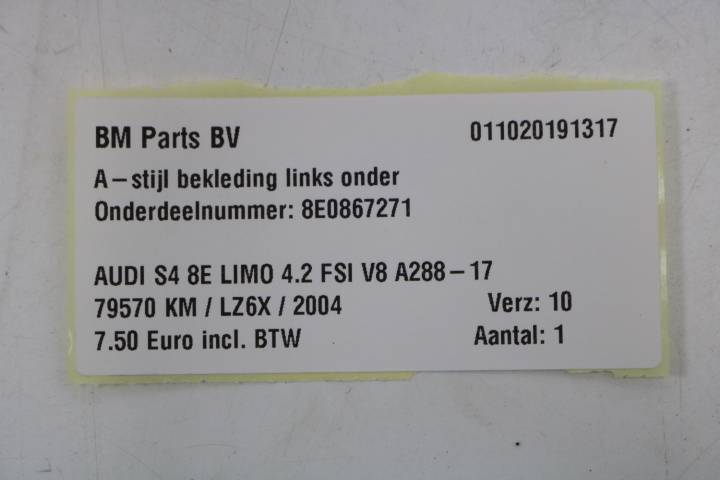 BM Parts BV 011020191317
A-stijl bekleding links onder
Onderdeelnummer: 8E0867271
AUDI S4 8E LIMO 4.2 FSI V8 A288-17
79570 KM / LZ6X / 2004 Verz: 10
7.50 Euro incl. BTW Aantal: 1